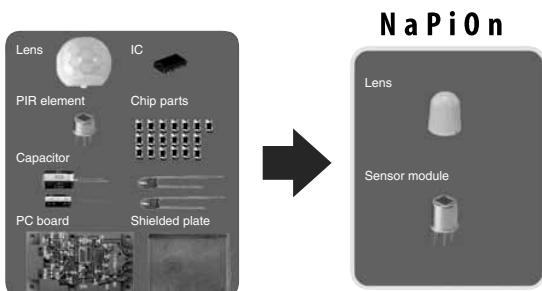 NaPiOn
Lens
IC
PIR element
Chip parts
Capacitor
PC board
Shielded plate
Lens
Sensor module